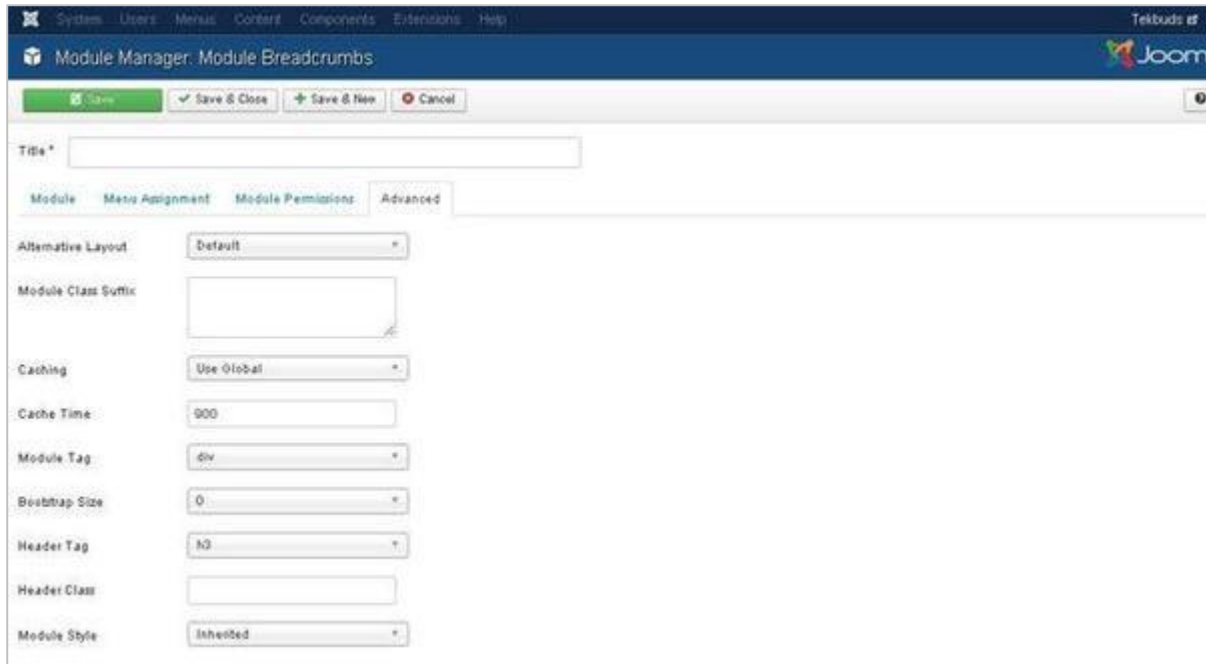 System Users Menus Content Components Extensions Help Tekbuds
Module Manager: Module Breadcrumbs Joom
Save Save & Close Save & New Cancel
Title *
Module Menu Assignment Module Permissions Advanced
Alternative Layout Default
Module Class Suffix
Caching Use Global
Cache Time 900
Module Tag div
Bootstrap Size 0
Header Tag h3
Header Class
Module Style Inherited